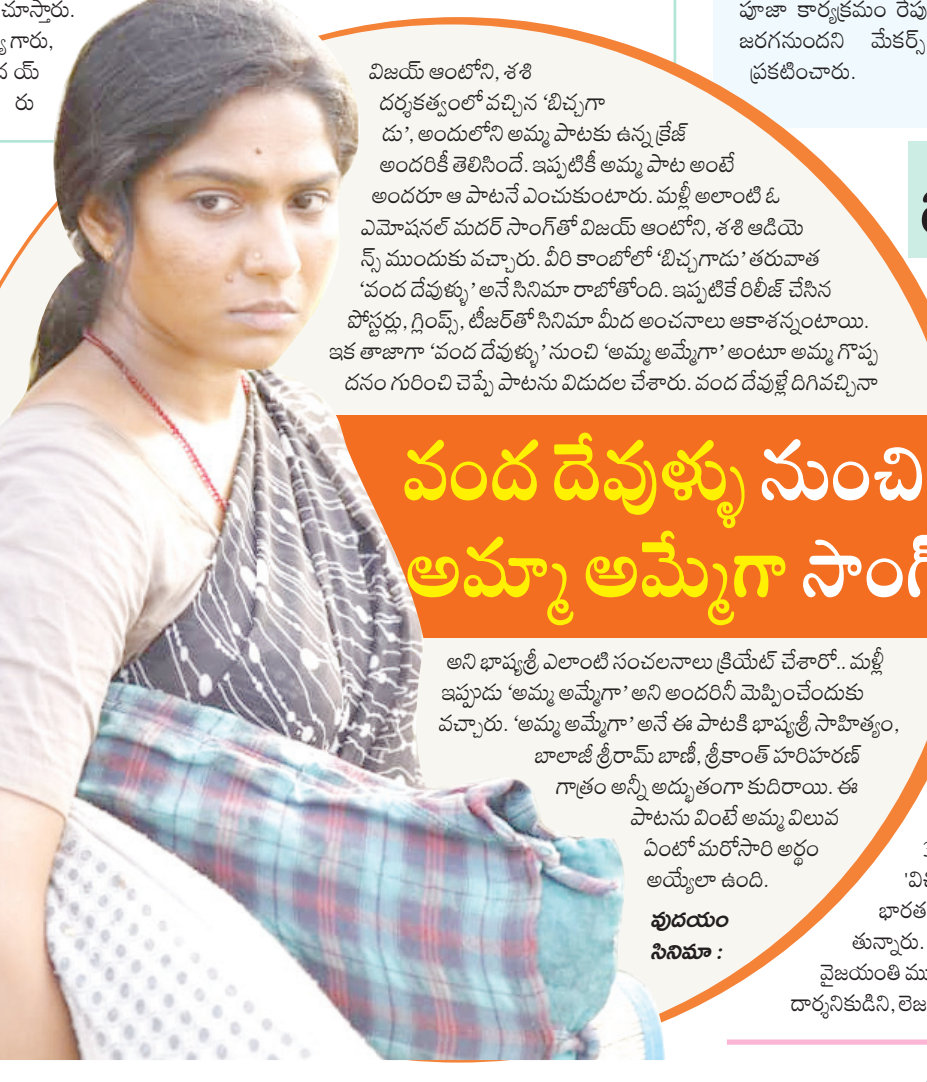 చూస్తారు.
గారు,
ద య్
రు
పూజా కార్యక్రమం రేపు
జరగనుందని మేకర్స్
ప్రకటించారు.
విజయ్ ఆంటోని, శశి
దర్శకత్వంలో వచ్చిన ‘బిచ్చగా
డు’, అందులోని అమ్మ పాటకు ఉన్న క్రేజ్
అందరికీ తెలిసిందే. ఇప్పటికీ అమ్మ పాట అంటే
అందరూ ఆ పాటనే ఎంచుకుంటారు. మళ్లీ అలాంటి ఓ
ఎమోషనల్ మదర్ సాంగ్‌తో విజయ్ ఆంటోని, శశి ఆడియె
న్స్ ముందుకు వచ్చారు. వీరి కాంబోలో ‘బిచ్చగాడు’ తరువాత
‘వంద దేవుళ్ళు’ అనే సినిమా రాబోతోంది. ఇప్పటికే రిలీజ్ చేసిన
పోస్టర్లు, గ్లింప్స్, టీజర్‌తో సినిమా మీద అంచనాలు ఆకాశన్నంటాయి.
ఇక తాజాగా ‘వంద దేవుళ్ళు’ నుంచి ‘అమ్మ అమ్మేగా’ అంటూ అమ్మ గొప్ప
దనం గురించి చెప్పే పాటను విడుదల చేశారు. వంద దేవుళ్లే దిగివచ్చినా
వంద దేవుళ్ళు నుంచి
అమ్మా అమ్మేగా సాంగ్
అని భాష్యశ్రీ ఎలాంటి సంచలనాలు క్రియేట్ చేశారో.. మళ్లీ
ఇప్పుడు ‘అమ్మ అమ్మేగా’ అని అందరినీ మెప్పించేందుకు
వచ్చారు. ‘అమ్మ అమ్మేగా’ అనే ఈ పాటకి భాష్యశ్రీ సాహిత్యం,
బాలాజీ శ్రీరామ్ బాణీ, శ్రీకాంత్ హరిహరణ్
గాత్రం అన్నీ అద్భుతంగా కుదిరాయి. ఈ
పాటను వింటే అమ్మ విలువ
ఏంటో మరోసారి అర్థం
అయ్యేలా ఉంది.
వుదయం
సినిమా :
భారత
తున్నారు.
వైజయంతి ము
దార్శనికుడిని, లెజ